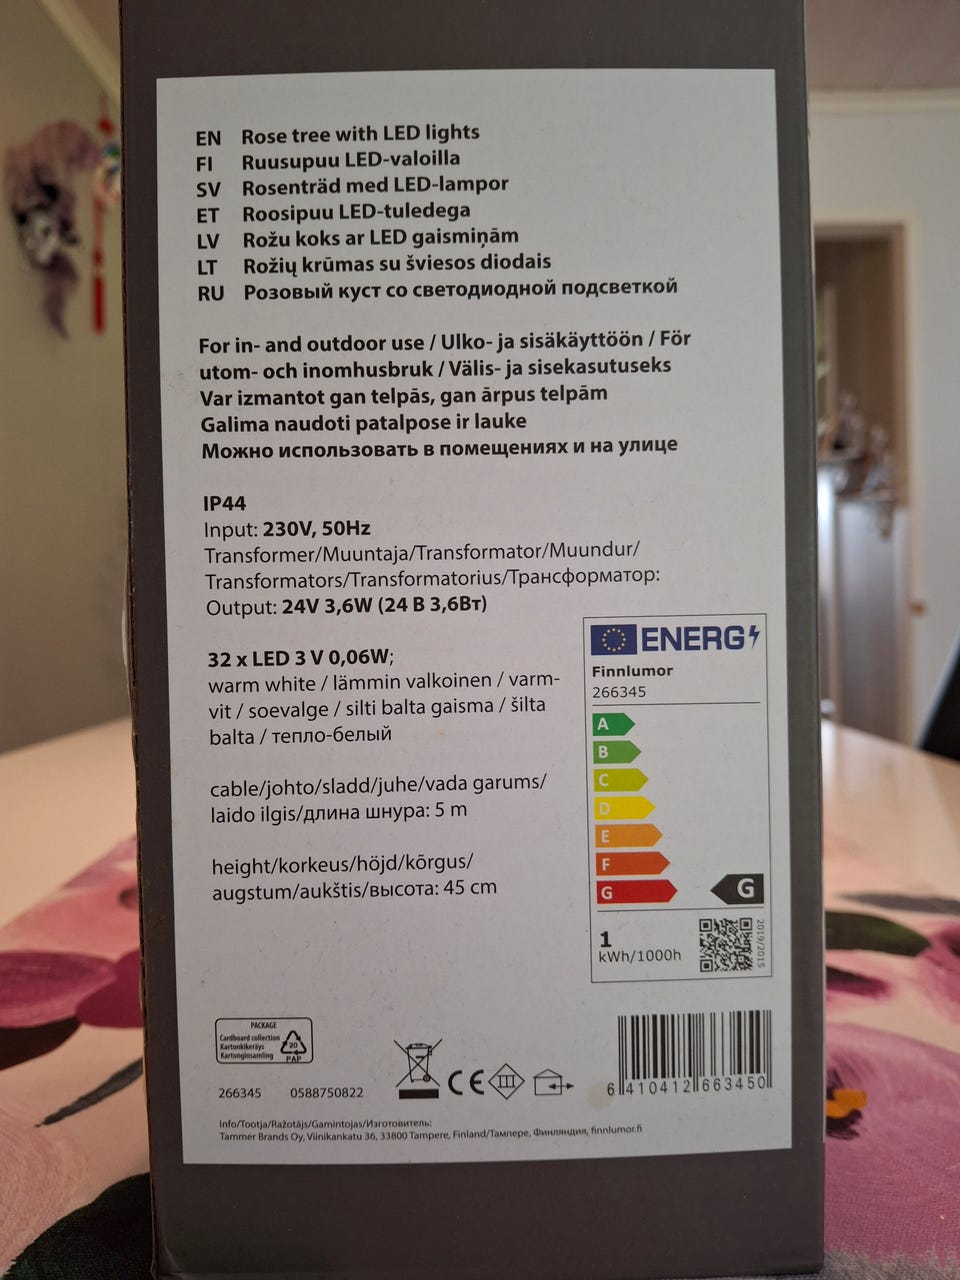 EN Rose tree with LED lights
FI Ruusupuu LED-valoilla
SV Rosenträd med LED-lampor
ET Roosipuu LED-tuledega
LV Rožu koks ar LED gaismiņām
LT Rožių krūmas su šviesos diodais
RU Розовый куст со светодиодной подсветкой
For in- and outdoor use / Ulko- ja sisäkäyttöön / För
utom- och inomhusbruk / Välis- ja sisekasutuseks
Var izmantot gan telpās, gan ārpus telpām
Galima naudoti patalpose ir lauke
Можно использовать в помещениях и на улице
IP44
Input: 230V, 50Hz
Transformer/Muuntaja/Transformator/Muundur/
Transformators/Transformatorius/Трансформатор:
Output: 24V 3,6W (24 В 3,6Вт)
32 x LED 3 V 0,06W;
warm white / lämmin valkoinen / varm-
vit / soevalge / silti balta gaisma / šilta
balta / тепло-белый
cable/johto/sladd/juhe/vada garums/
laido ilgis/длина шнура: 5 m
height/korkeus/höjd/kõrgus/
augstum/aukštis/высота: 45 cm
ENERG
Finnlumor
266345
A
B
C
D
E
F
G
G
1
kWh/1000h
2019/2015
PACKAGE
Cardboard collection
Kartonkikeräys
Kartonginsamling
20
PAP
266345 0588750822
CE
III
6 410412 663450
Info/Tootja/Ražotājs/Gamintojas/Изготовитель:
Tammer Brands Oy, Viinikankatu 36, 33800 Tampere, Finland/Тампере, Финляндия, finnlumor.fi